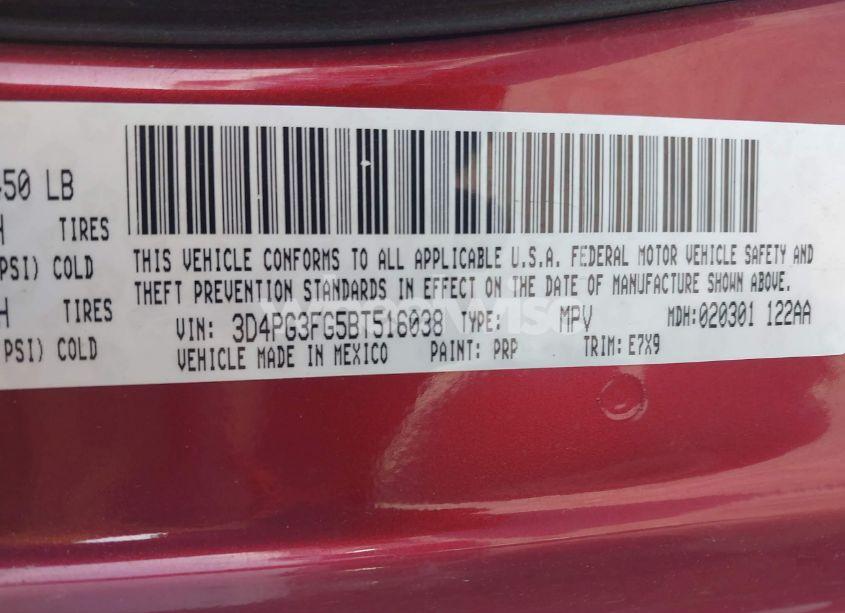 450 LB
H TIRES
PSI) COLD
THIS VEHICLE CONFORMS TO ALL APPLICABLE U.S.A. FEDERAL MOTOR VEHICLE SAFETY AND
THEFT PREVENTION STANDARDS IN EFFECT ON THE DATE OF MANUFACTURE SHOWN ABOVE.
H TIRES
VIN: 3D4PG3FG5BT516038 TYPE: MPV MDH:020301 122AA
PSI) COLD
VEHICLE MADE IN MEXICO PAINT: PRP TRIM: E7X9